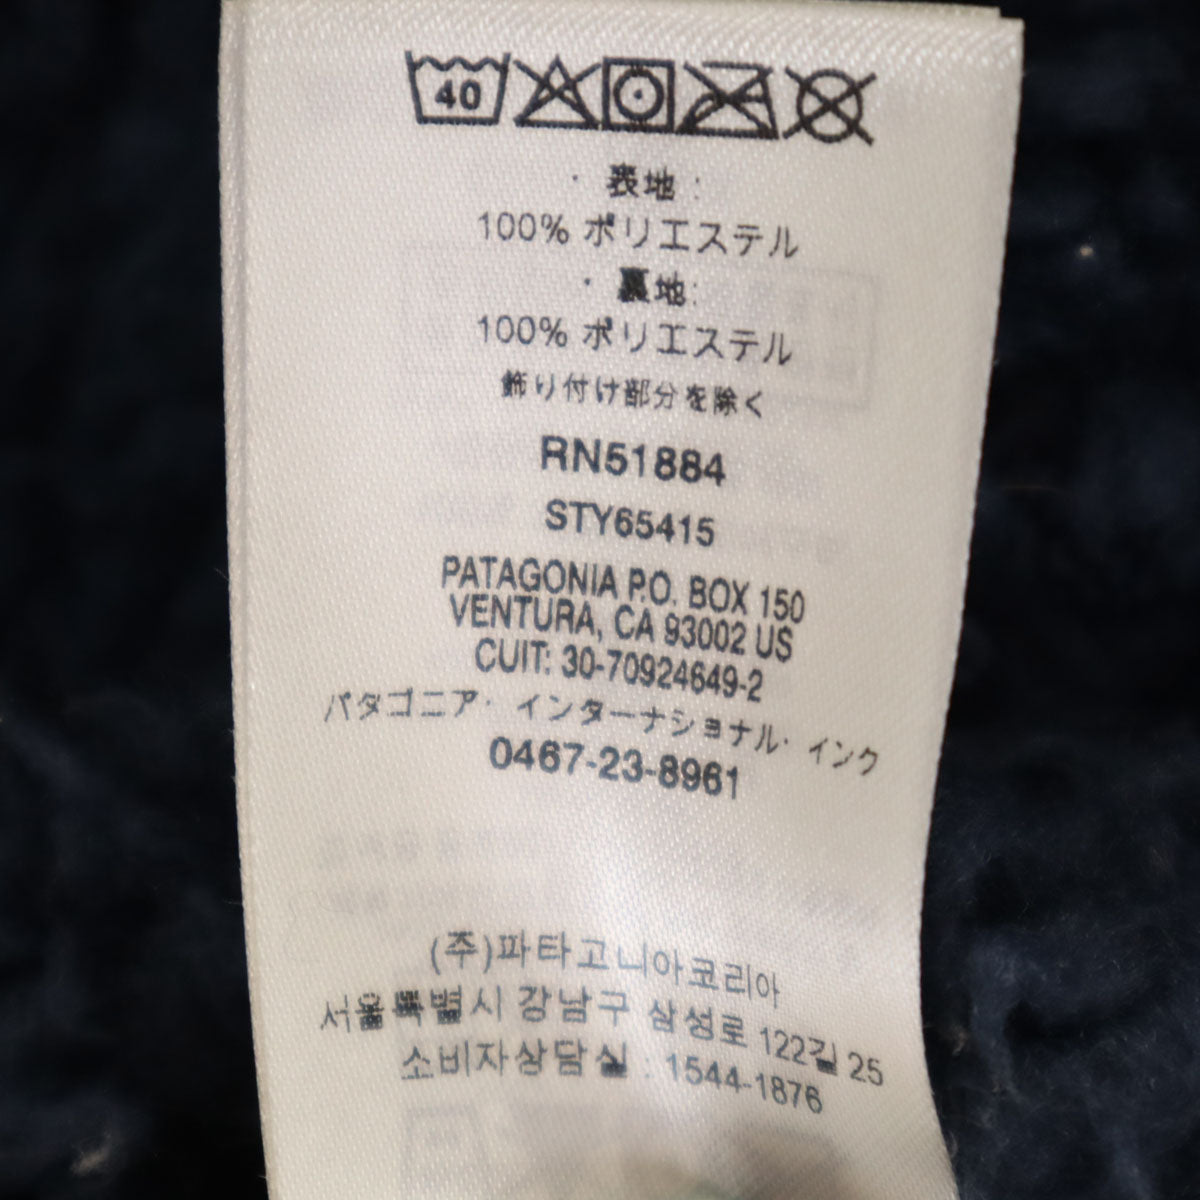 40
・表地：
100% ポリエステル
・裏地：
100% ポリエステル
飾り付け部分を除く
RN51884
STY65415
PATAGONIA P.O. BOX 150
VENTURA, CA 93002 US
CUIT: 30-70924649-2
パタゴニア・インターナショナル・インク
0467-23-8961
(주)파타고니아코리아
서울특별시 강남구 삼성로 122길 25
소비자상담실 : 1544-1876